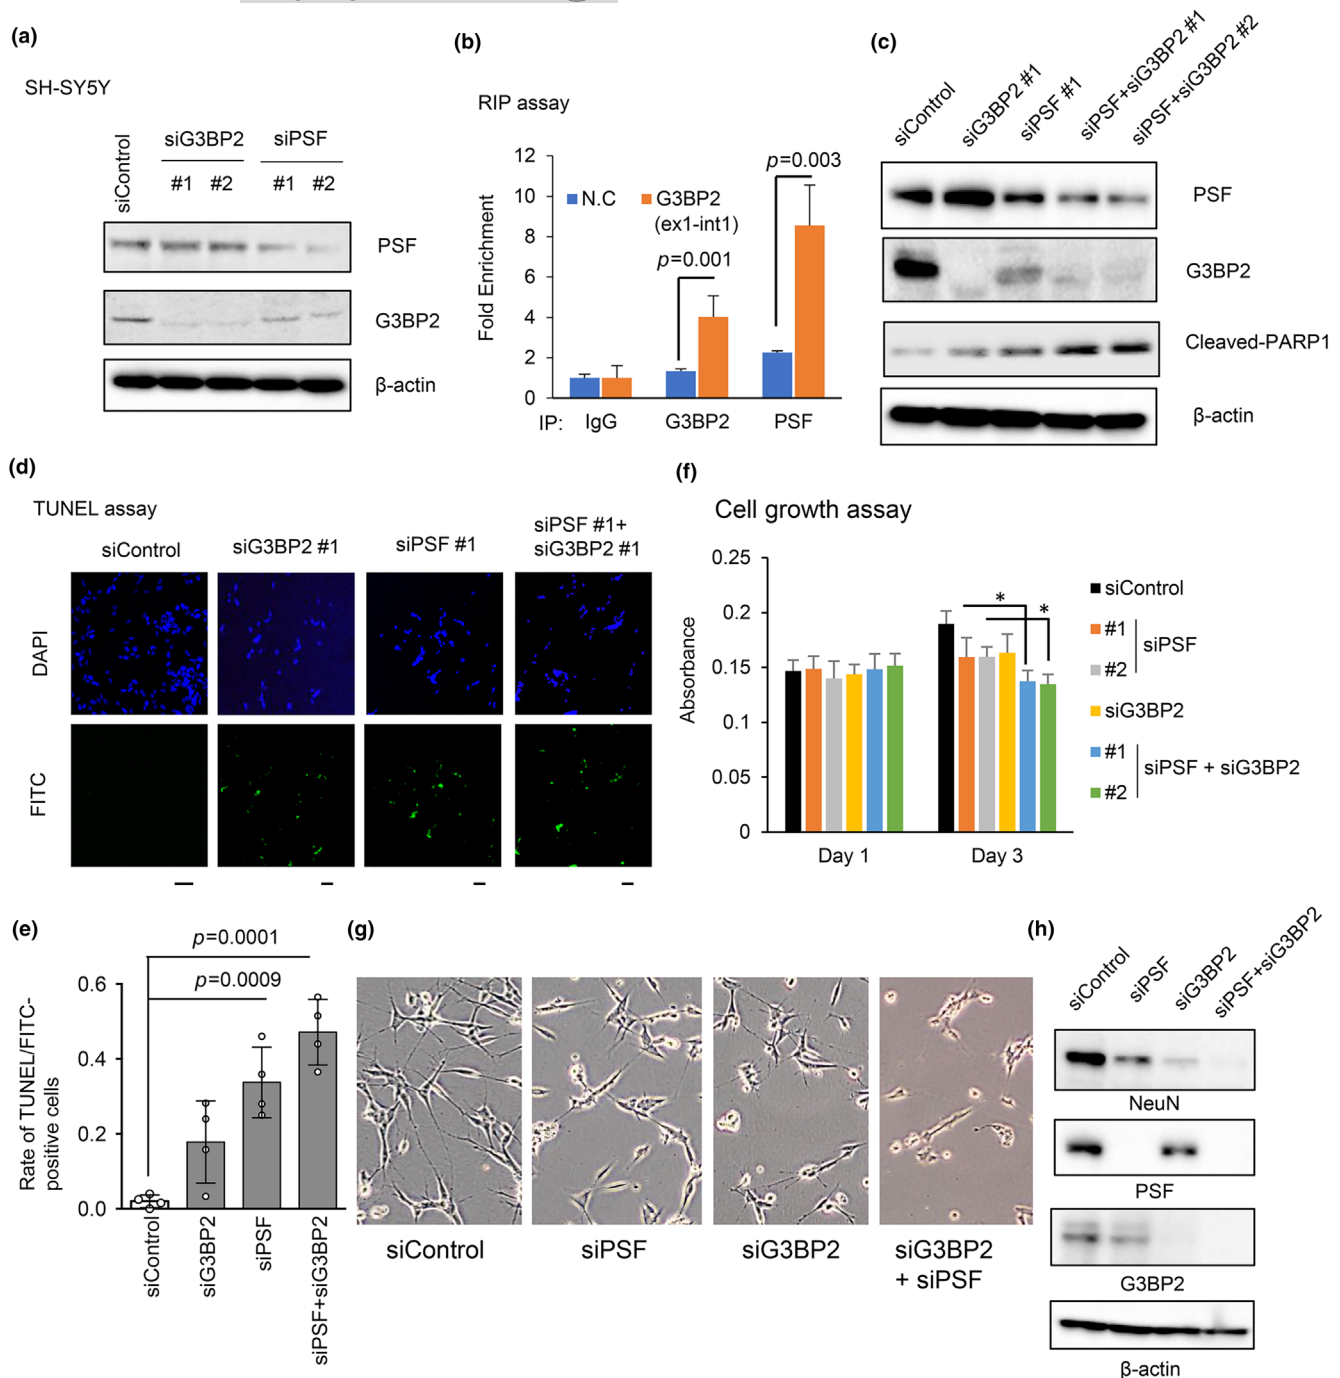 (a)
SH-SY5Y
siControl
siG3BP2
siPSF
#1
#2
#1
#2
PSF
G3BP2
β-actin
(b)
RIP assay
Fold Enrichment
12
10
8
6
4
2
0
N.C
G3BP2
(ex1-int1)
p=0.001
p=0.003
IP:
IgG
G3BP2
PSF
(c)
siControl
siG3BP2 #1
siPSF #1
siPSF+siG3BP2 #1
siPSF+siG3BP2 #2
PSF
G3BP2
Cleaved-PARP1
β-actin
(d)
TUNEL assay
siControl
siG3BP2 #1
siPSF #1
siPSF #1+
siG3BP2 #1
DAPI
FITC
(f)
Cell growth assay
Absorbance
0.25
0.2
0.15
0.1
0.05
0
*
*
Day 1
Day 3
siControl
#1
#2
siPSF
siG3BP2
#1
#2
siPSF + siG3BP2
(e)
Rate of TUNEL/FITC-
positive cells
0.6
0.4
0.2
0.0
p=0.0001
p=0.0009
siControl
siG3BP2
siPSF
siPSF+siG3BP2
(g)
siControl
siPSF
siG3BP2
siG3BP2
+ siPSF
(h)
siControl
siPSF
siG3BP2
siPSF+siG3BP2
NeuN
PSF
G3BP2
β-actin